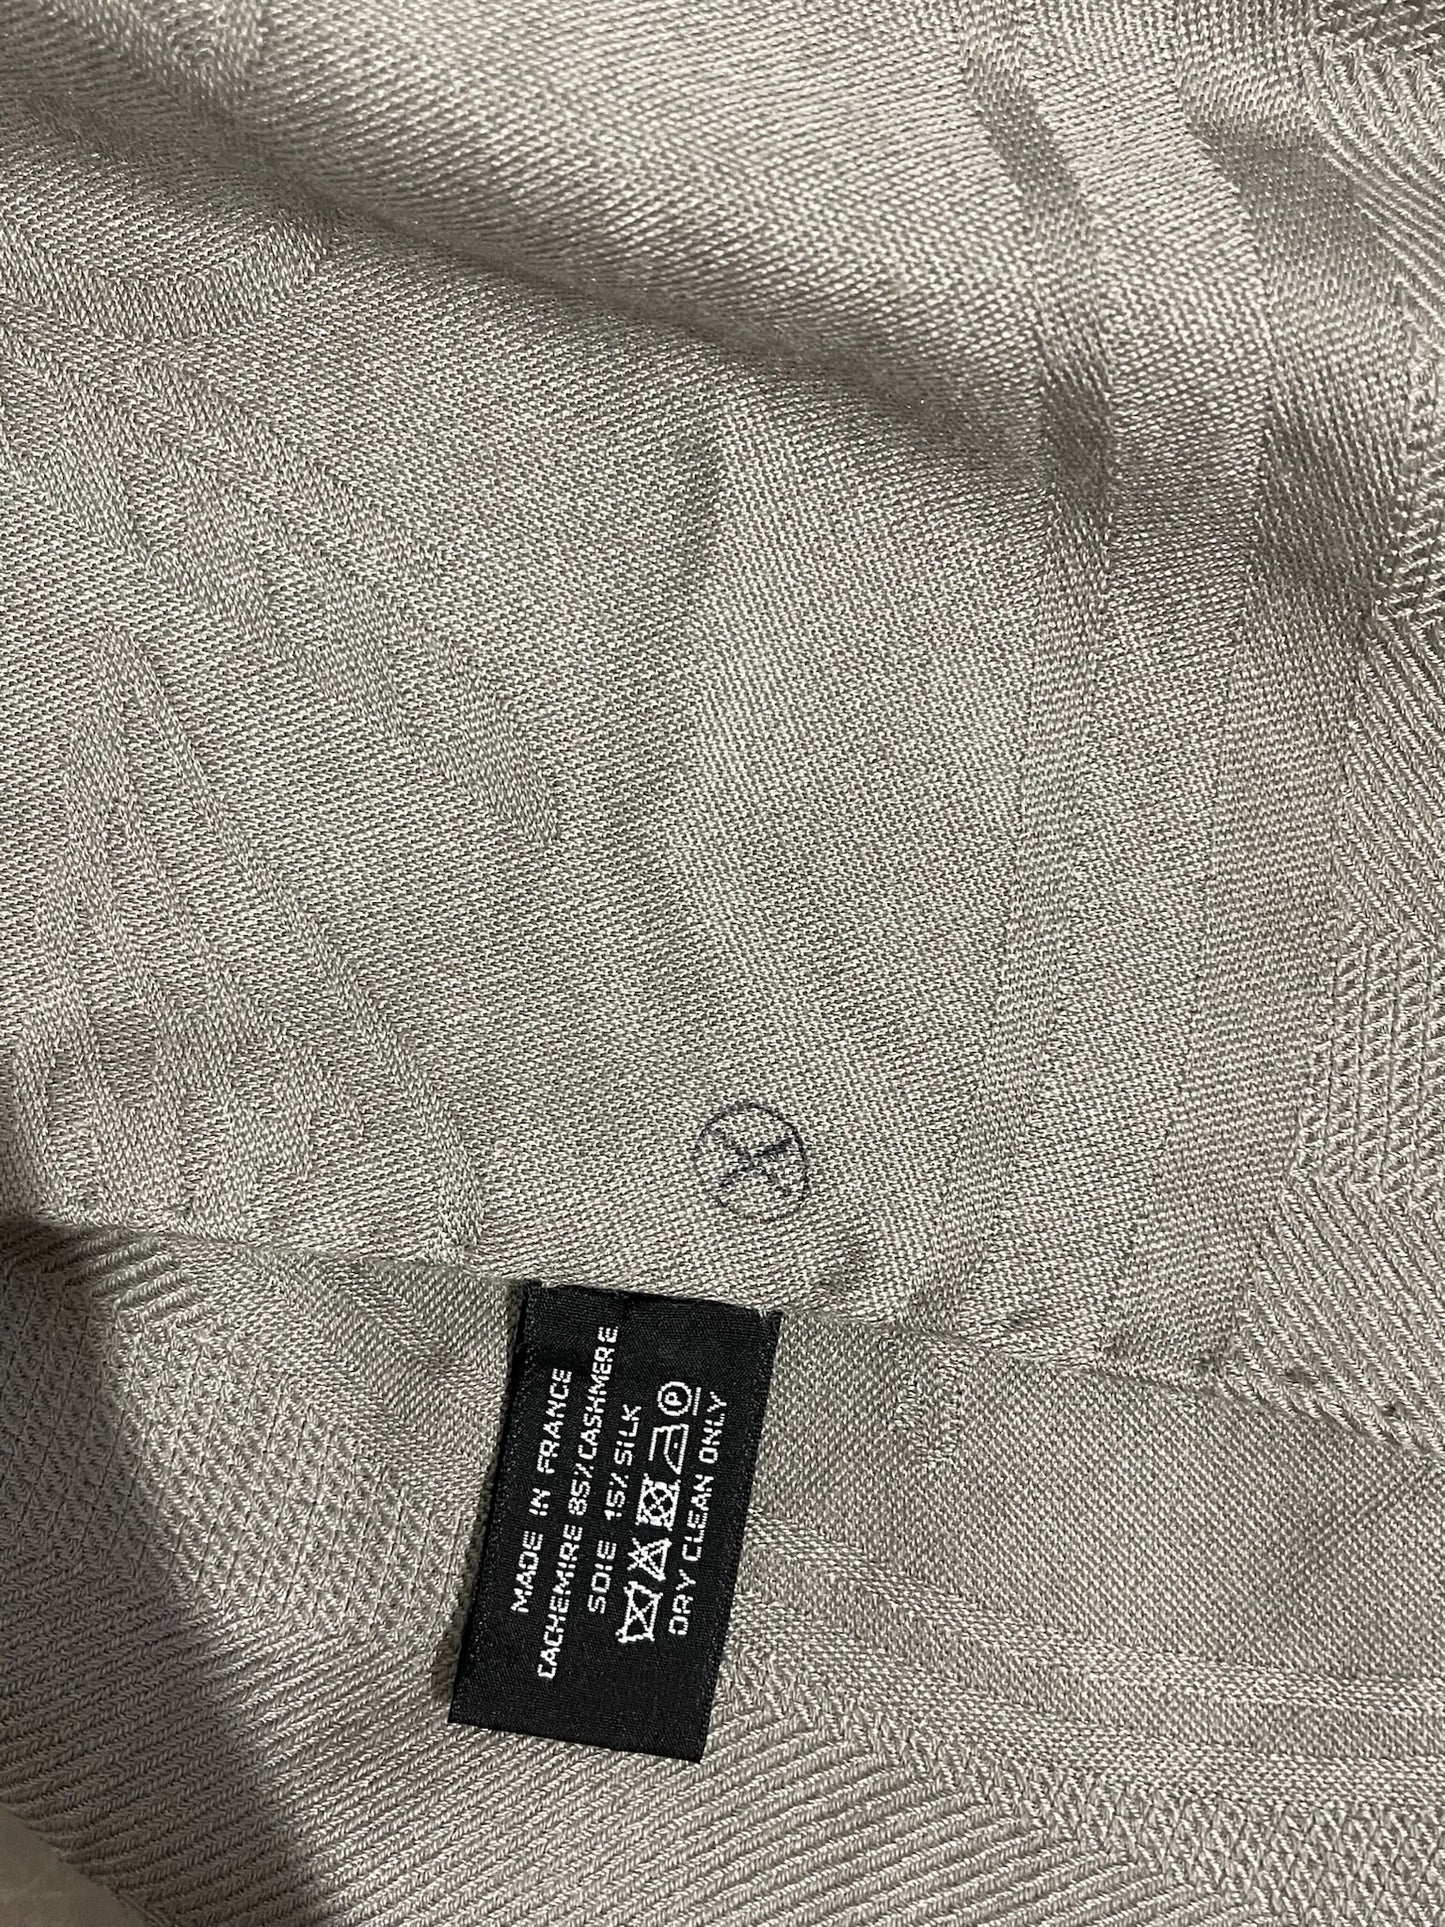 MADE IN FRANCE
CACHEMIRE 85% CASHMERE
SOIE 15% SILK
P
DRY CLEAN ONLY